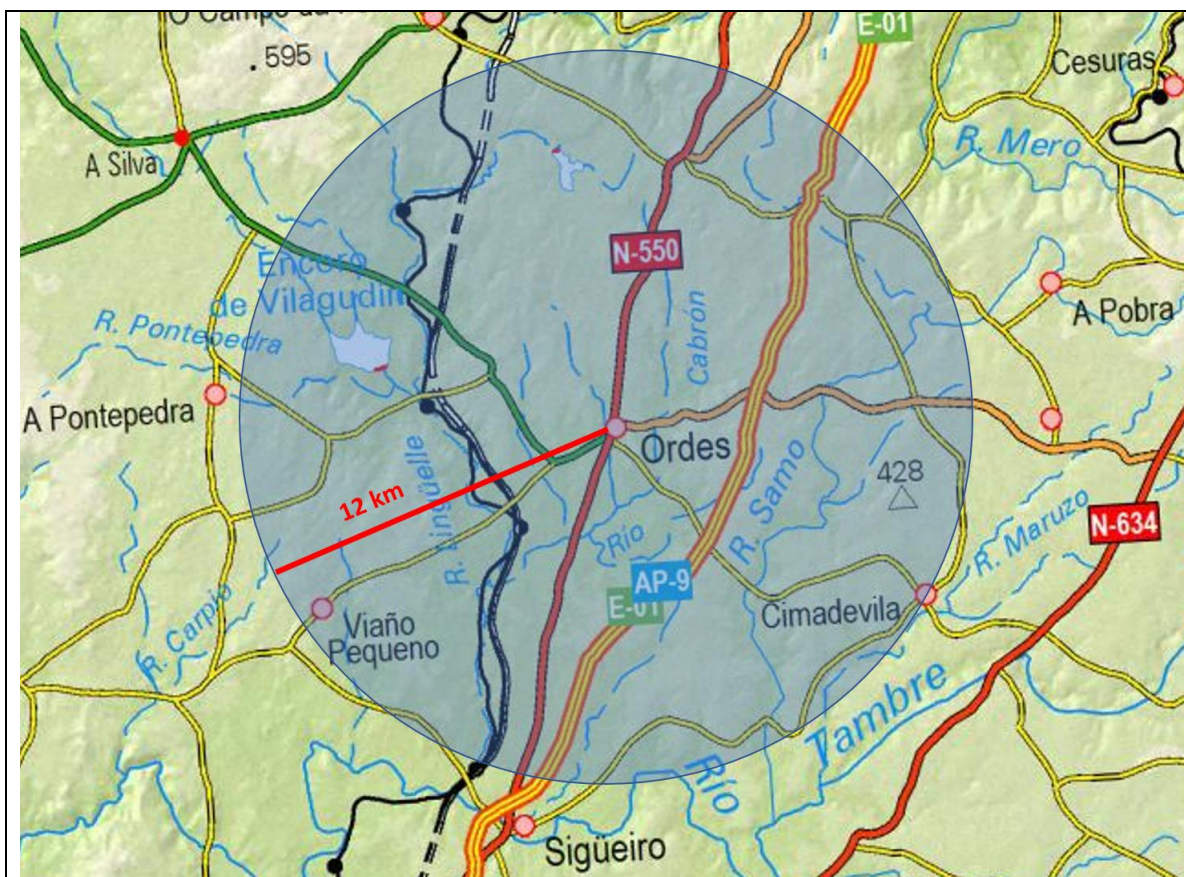 E-01
. 595
Cesuras
A Silva
R. Mero
N-550
Encoro
de Vilagudín
R. Pontepedra
Cabrón
A Pobra
A Pontepedra
Ordes
12 km
R. Lingüelle
R. Samo
428
Río
R. Maruzo
N-634
AP-9
E-01
Cimadevila
R. Carpio
Viaño
Pequeno
Tambre
Río
Sigüeiro